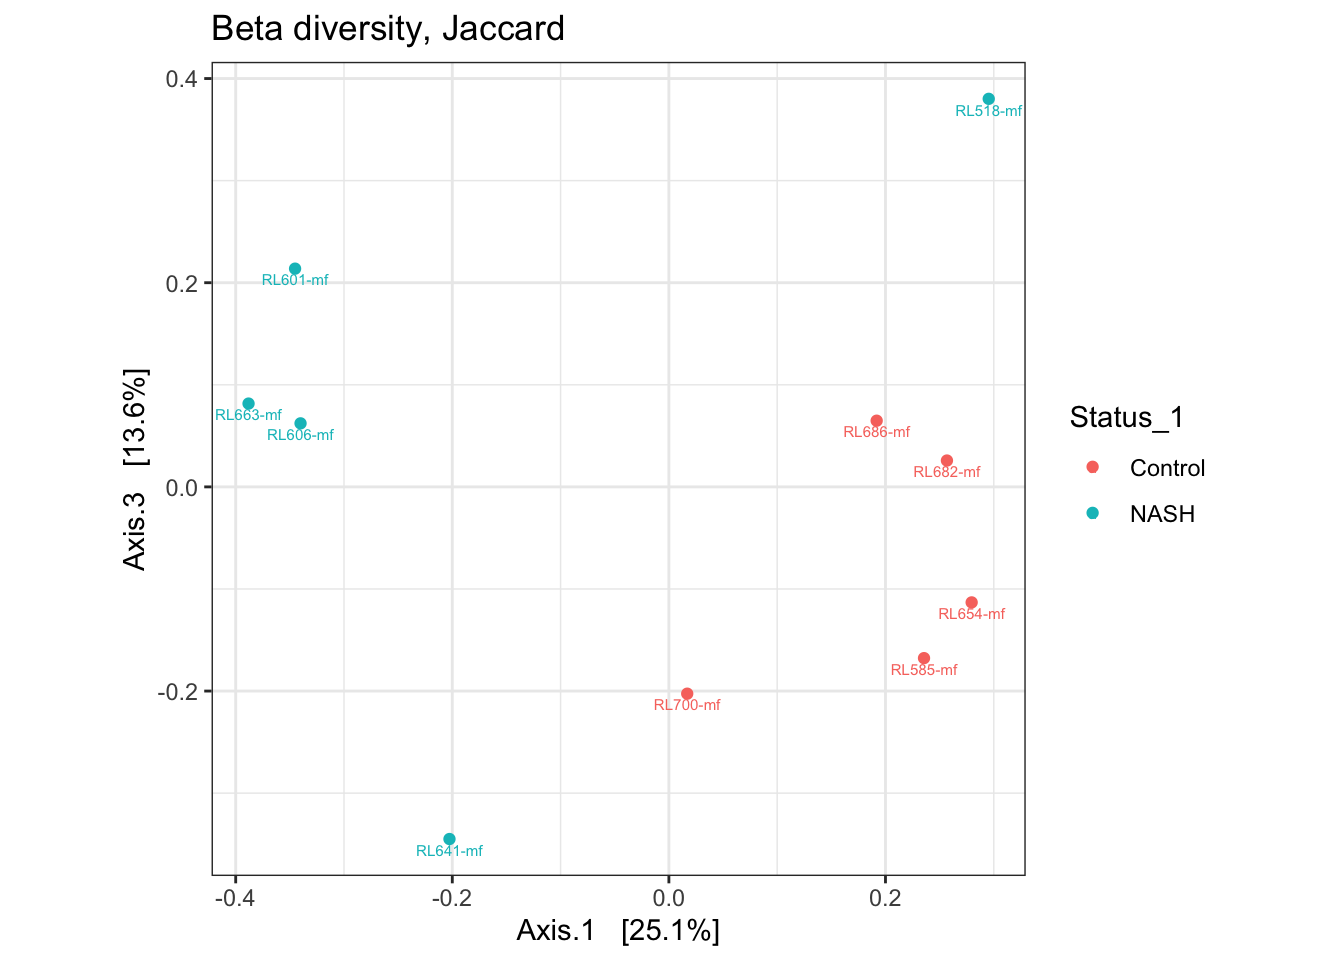 Beta diversity, Jaccard
0.4
RL518-mf
RL601-mf
0.2
RL663-mf
RL606-mf
RL686-mf
RL682-mf
0.0
RL654-mf
RL585-mf
-0.2
RL700-mf
RL641-mf
-0.4
-0.2
0.0
0.2
Axis.1 [25.1%]
Axis.3 [13.6%]
Status_1
Control
NASH